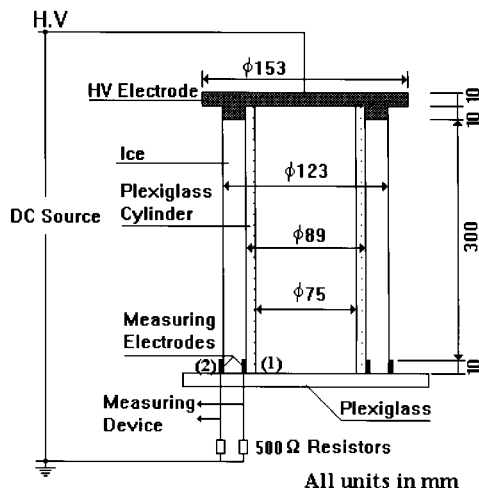 H.V
ϕ153
HV Electrode
10
10
Ice
ϕ123
Plexiglass
Cylinder
DC Source
300
ϕ89
ϕ75
Measuring
Electrodes
(2)
(1)
10
Measuring
Device
Plexiglass
500 Ω Resistors
All units in mm